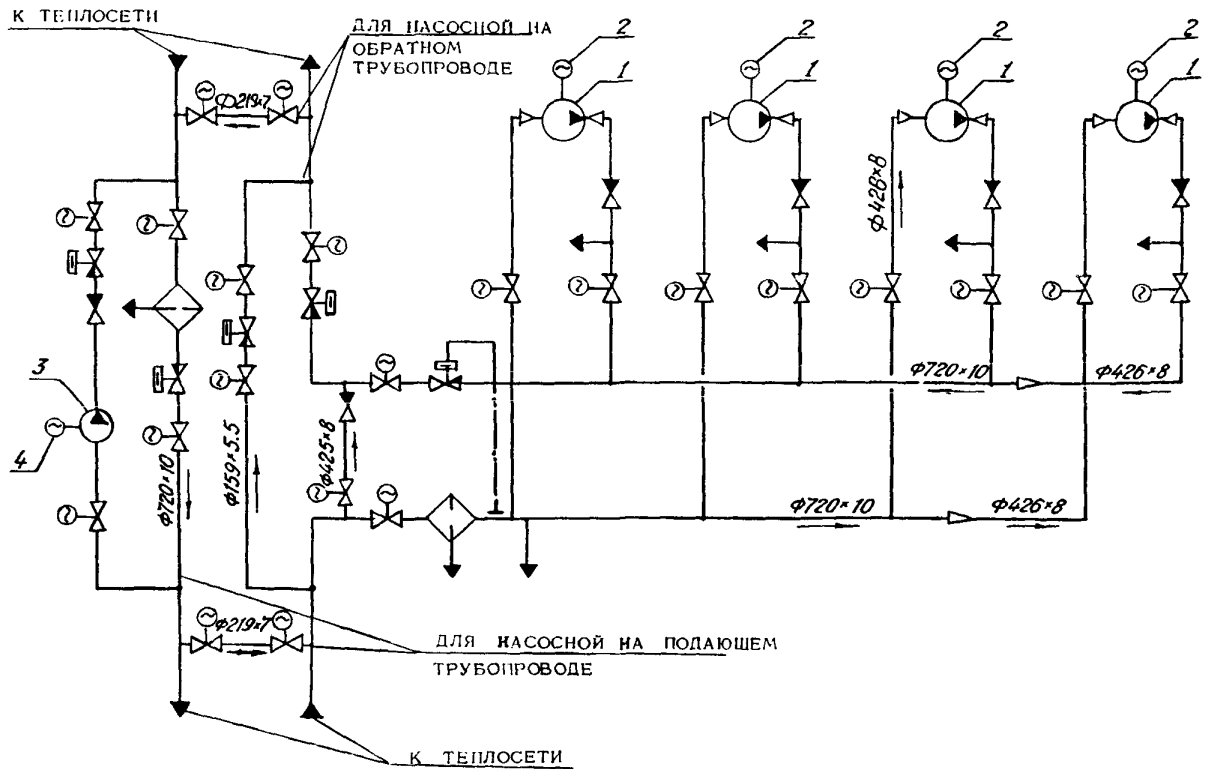 К ТЕПЛОСЕТИ
ДЛЯ НАСОСНОЙ НА
ОБРАТНОМ
ТРУБОПРОВОДЕ
2
2
2
2
1
1
1
1
Ф219×7
Ф428×8
3
4
Ф720×10
Ф159×5.5
Ф425×8
Ф720×10
Ф426×8
Ф720×10
Ф426×8
Ф219×7
ДЛЯ НАСОСНОЙ НА ПОДАЮЩЕМ
ТРУБОПРОВОДЕ
К ТЕПЛОСЕТИ